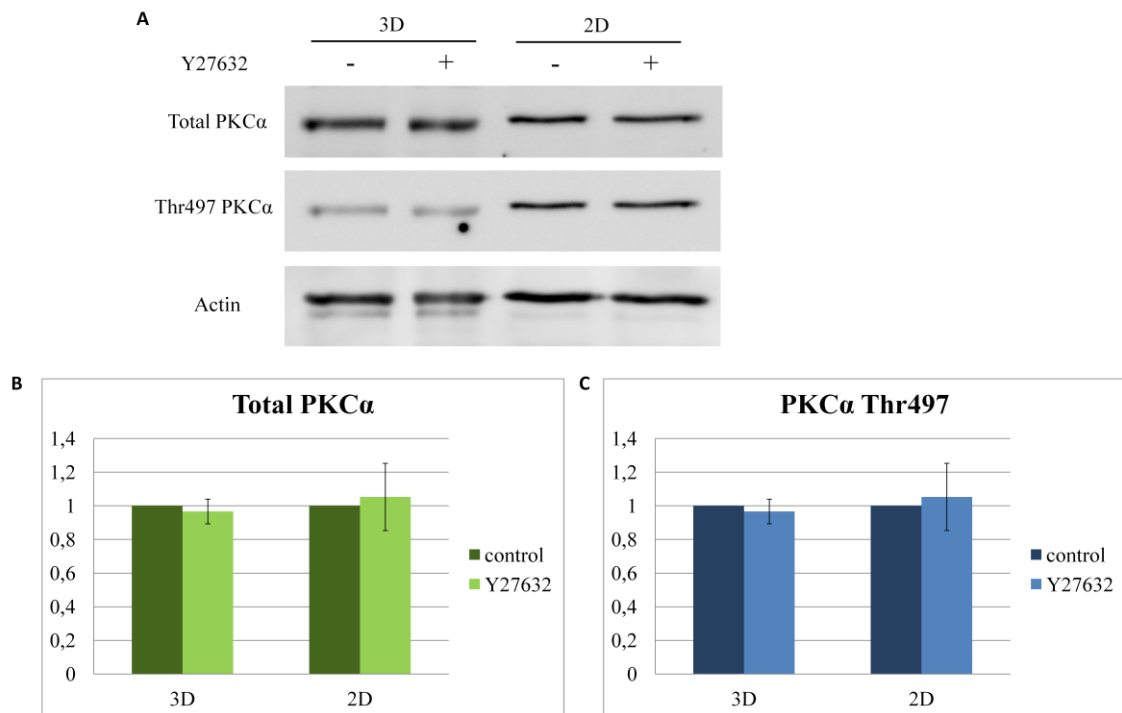 A
3D 2D
Y27632 - + - +
Total PKCα
Thr497 PKCα
Actin
B
Total PKCα
1,4
1,2
1
0,8
0,6
0,4
0,2
0
3D 2D
control
Y27632
C
PKCα Thr497
1,4
1,2
1
0,8
0,6
0,4
0,2
0
3D 2D
control
Y27632